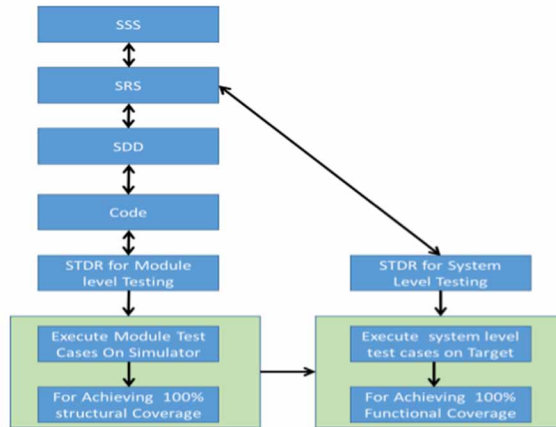 SSS
SRS
SDD
Code
STDR for Module
level Testing
STDR for System
Level Testing
Execute Module Test
Cases On Simulator
For Achieving 100%
structural Coverage
Execute system level
test cases on Target
For Achieving 100%
Functional Coverage